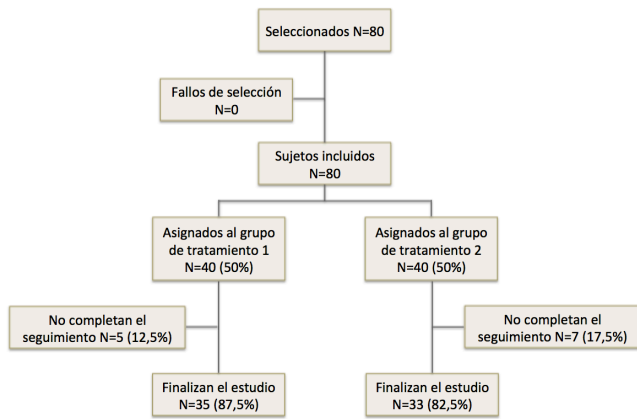 Seleccionados N=80
Fallos de selección
N=0
Sujetos incluidos
N=80
Asignados al grupo
de tratamiento 1
N=40 (50%)
Asignados al grupo
de tratamiento 2
N=40 (50%)
No completan el
seguimiento N=5 (12,5%)
No completan el
seguimiento N=7 (17,5%)
Finalizan el estudio
N=35 (87,5%)
Finalizan el estudio
N=33 (82,5%)